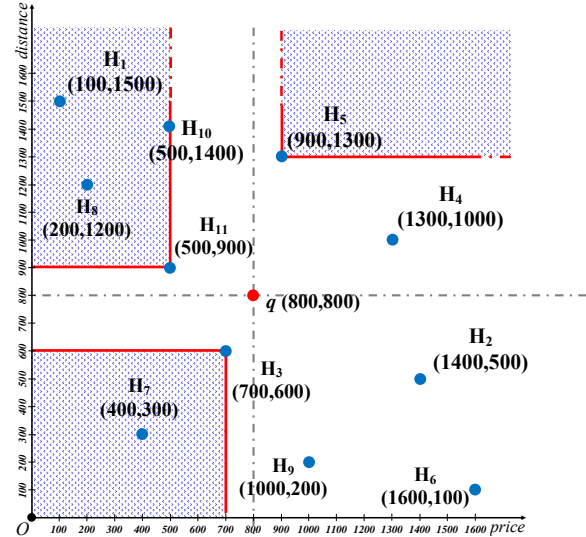 distance
H1
(100,1500)
H10
(500,1400)
H5
(900,1300)
H8
(200,1200)
H11
(500,900)
H4
(1300,1000)
q (800,800)
H3
(700,600)
H2
(1400,500)
H7
(400,300)
H9
(1000,200)
H6
(1600,100)
1600
1500
1400
1300
1200
1100
1000
900
800
700
600
500
400
300
200
100
O 100 200 300 400 500 600 700 800 900 1000 1100 1200 1300 1400 1500 1600 price